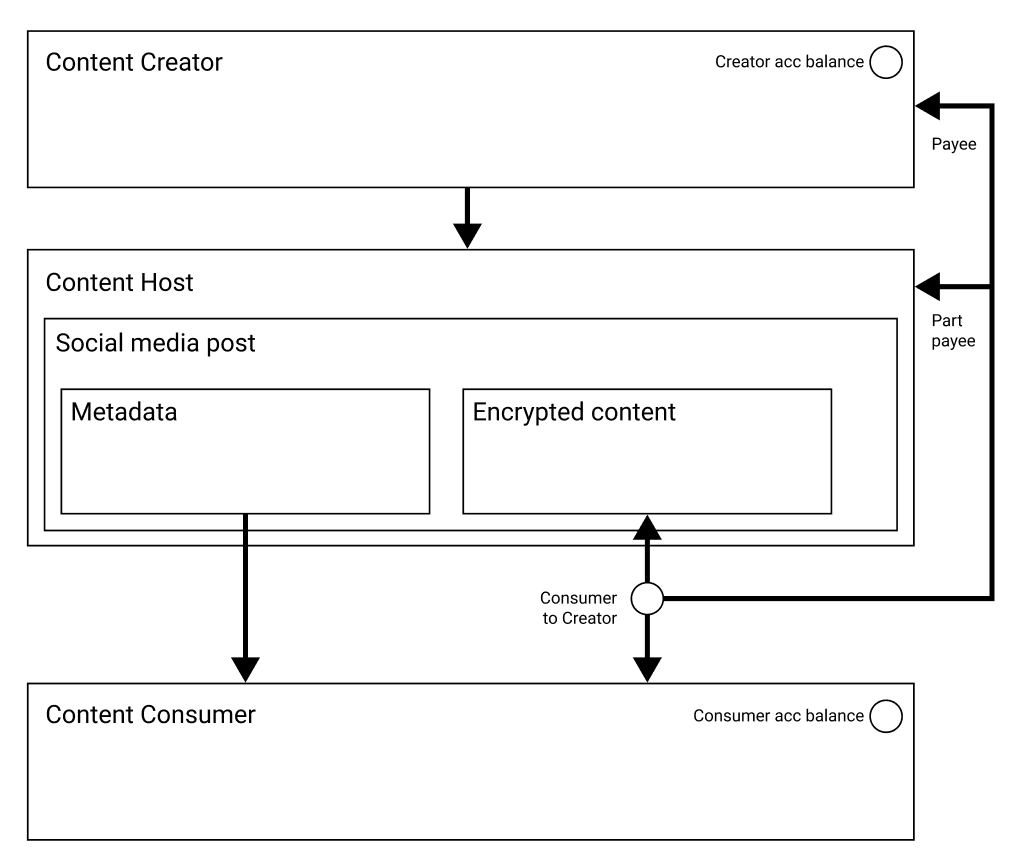 Content Creator
Creator acc balance
Payee
Content Host
Part
payee
Social media post
Metadata
Encrypted content
Consumer
to Creator
Content Consumer
Consumer acc balance